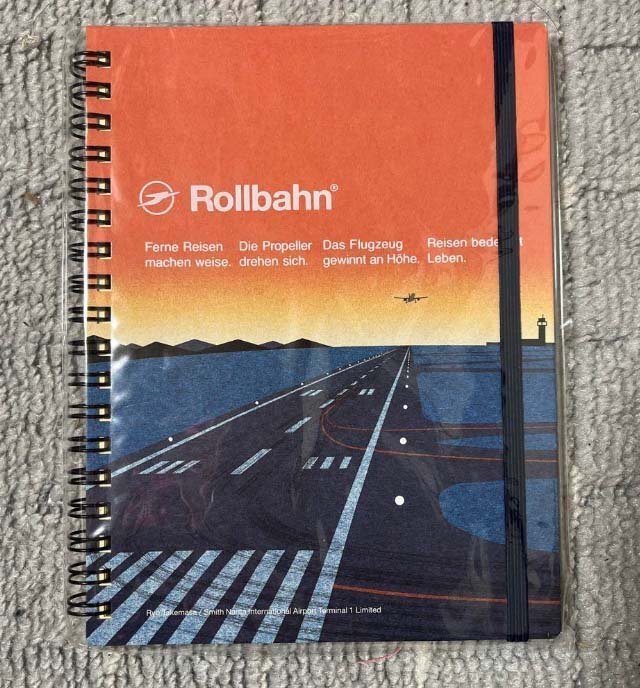 Rollbahn®
Ferne Reisen
machen weise.
Die Propeller
drehen sich.
Das Flugzeug
gewinnt an Höhe.
Reisen
Leben.
Ryo Takemasa / Smith Narita International Airport Terminal 1 Limited